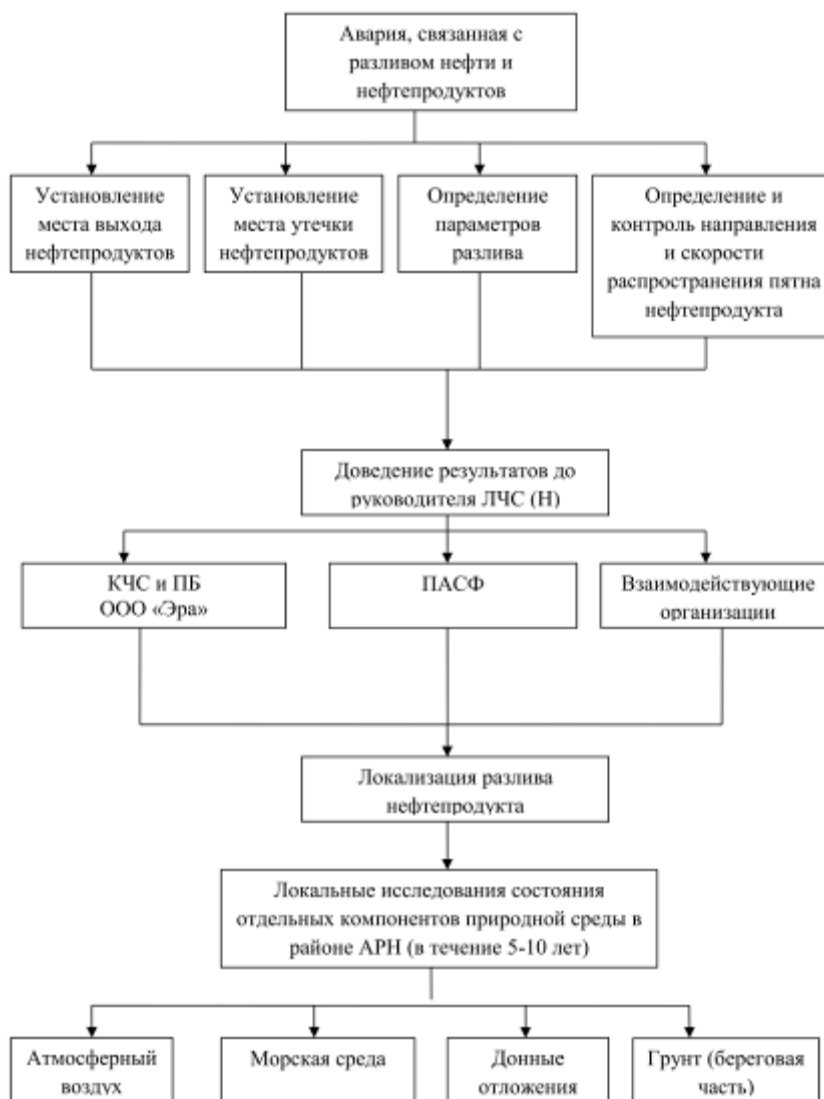 Авария, связанная с
разливом нефти и
нефтепродуктов
Установление
места выхода
нефтепродуктов
Установление
места утечки
нефтепродуктов
Определение
параметров
разлива
Определение и
контроль направления
и скорости
распространения пятна
нефтепродукта
Доведение результатов до
руководителя ЛЧС (Н)
КЧС и ПБ
ООО «Эра»
ПАСФ
Взаимодействующие
организации
Локализация разлива
нефтепродукта
Локальные исследования состояния
отдельных компонентов природной среды в
районе АРН (в течение 5-10 лет)
Атмосферный
воздух
Морская среда
Донные
отложения
Грунт (береговая
часть)